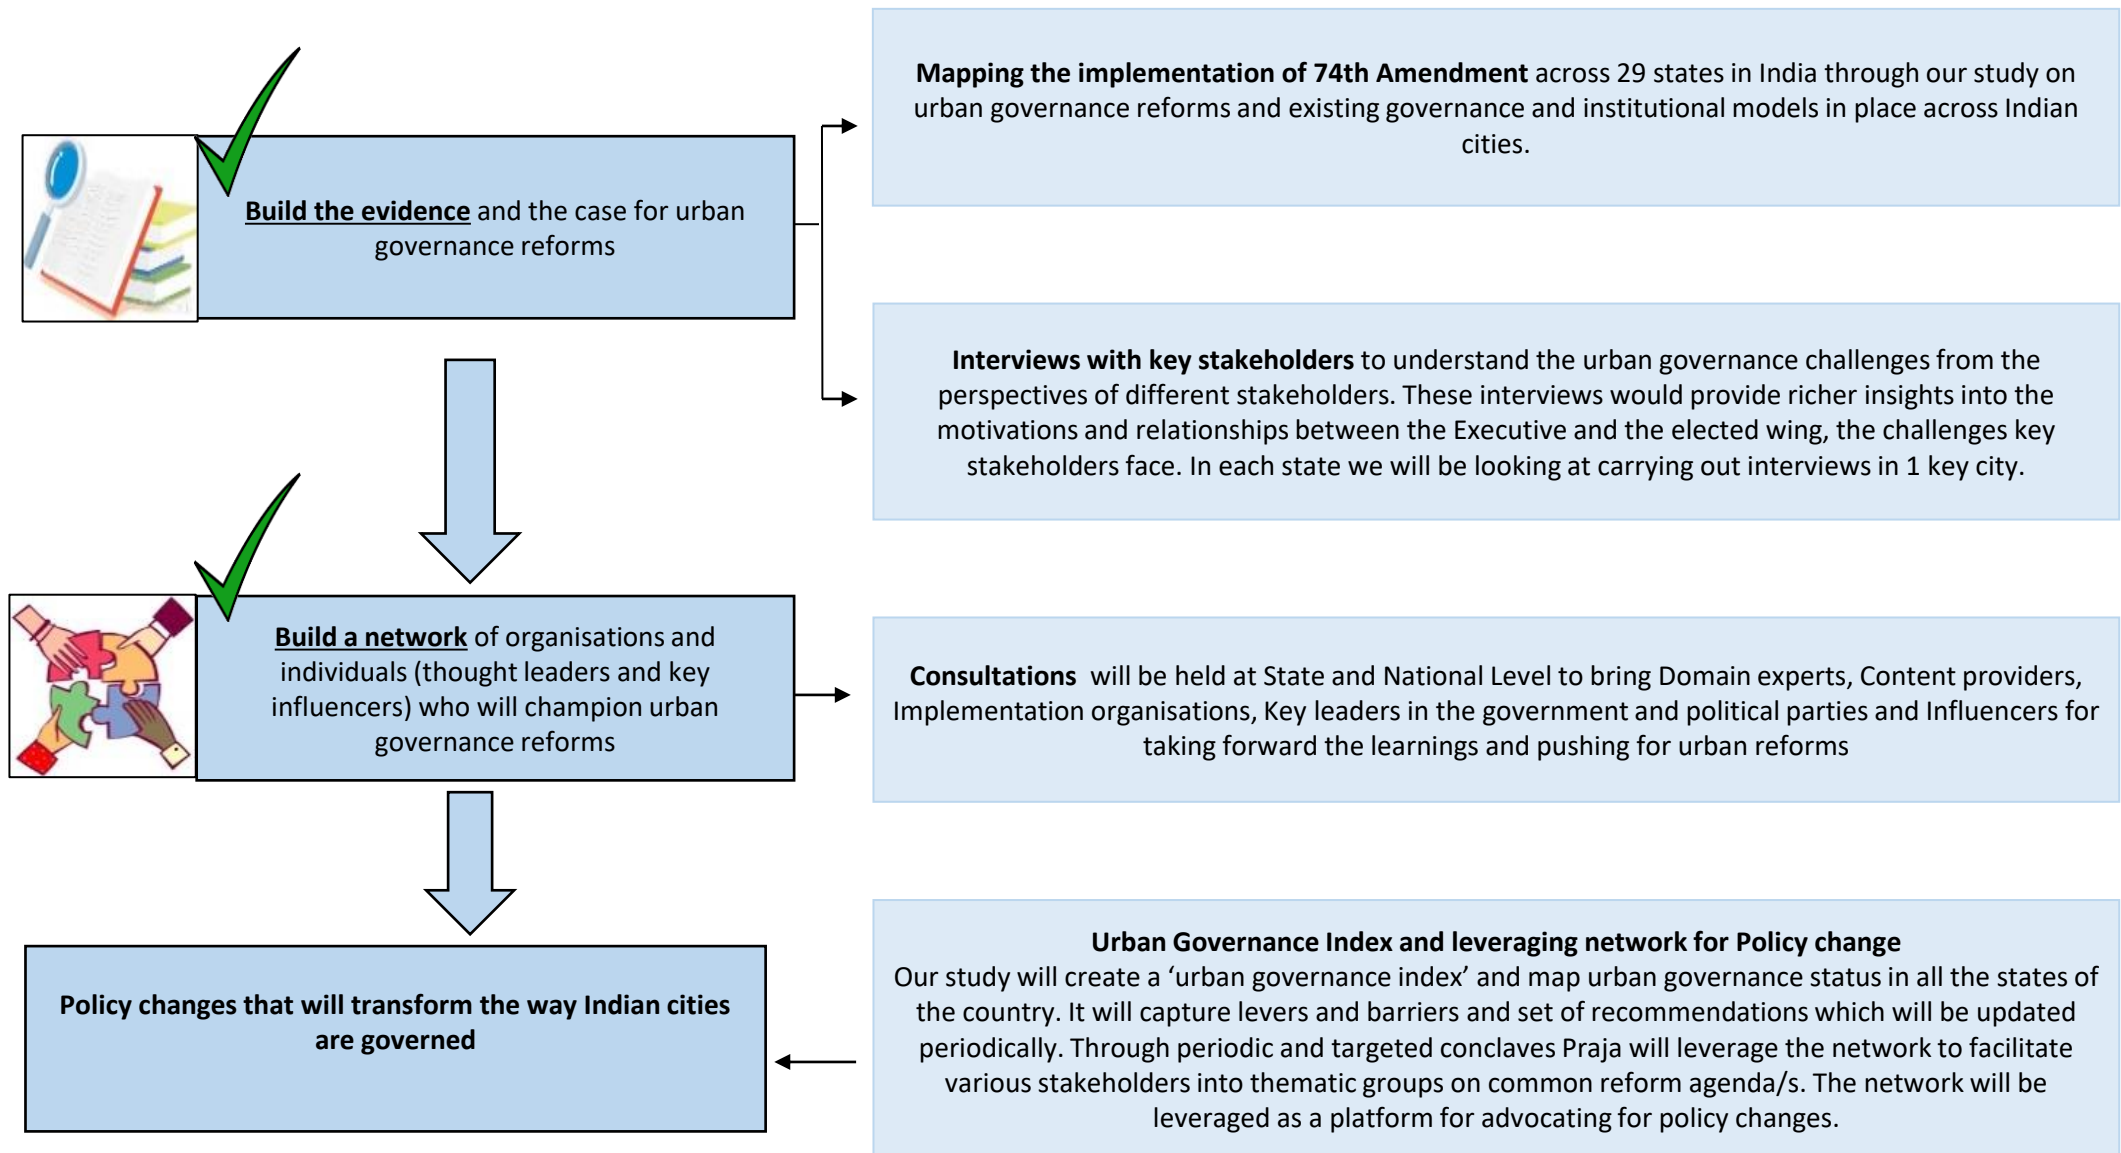 Mapping the implementation of 74th Amendment across 29 states in India through our study on
urban governance reforms and existing governance and institutional models in place across Indian
cities.
Build the evidence and the case for urban
governance reforms
Interviews with key stakeholders to understand the urban governance challenges from the
perspectives of different stakeholders. These interviews would provide richer insights into the
motivations and relationships between the Executive and the elected wing, the challenges key
stakeholders face. In each state we will be looking at carrying out interviews in 1 key city.
Build a network of organisations and
individuals (thought leaders and key
influencers) who will champion urban
governance reforms
Consultations will be held at State and National Level to bring Domain experts, Content providers,
Implementation organisations, Key leaders in the government and political parties and Influencers for
taking forward the learnings and pushing for urban reforms
Policy changes that will transform the way Indian cities
are governed
Urban Governance Index and leveraging network for Policy change
Our study will create a ‘urban governance index’ and map urban governance status in all the states of
the country. It will capture levers and barriers and set of recommendations which will be updated
periodically. Through periodic and targeted conclaves Praja will leverage the network to facilitate
various stakeholders into thematic groups on common reform agenda/s. The network will be
leveraged as a platform for advocating for policy changes.